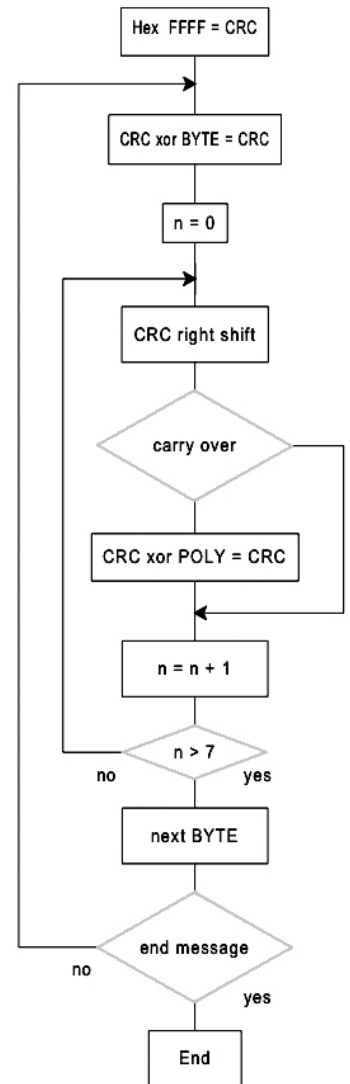 Hex FFFF = CRC
CRC xor BYTE = CRC
n = 0
CRC right shift
carry over
CRC xor POLY = CRC
n = n + 1
n > 7
no
yes
next BYTE
end message
no
yes
End